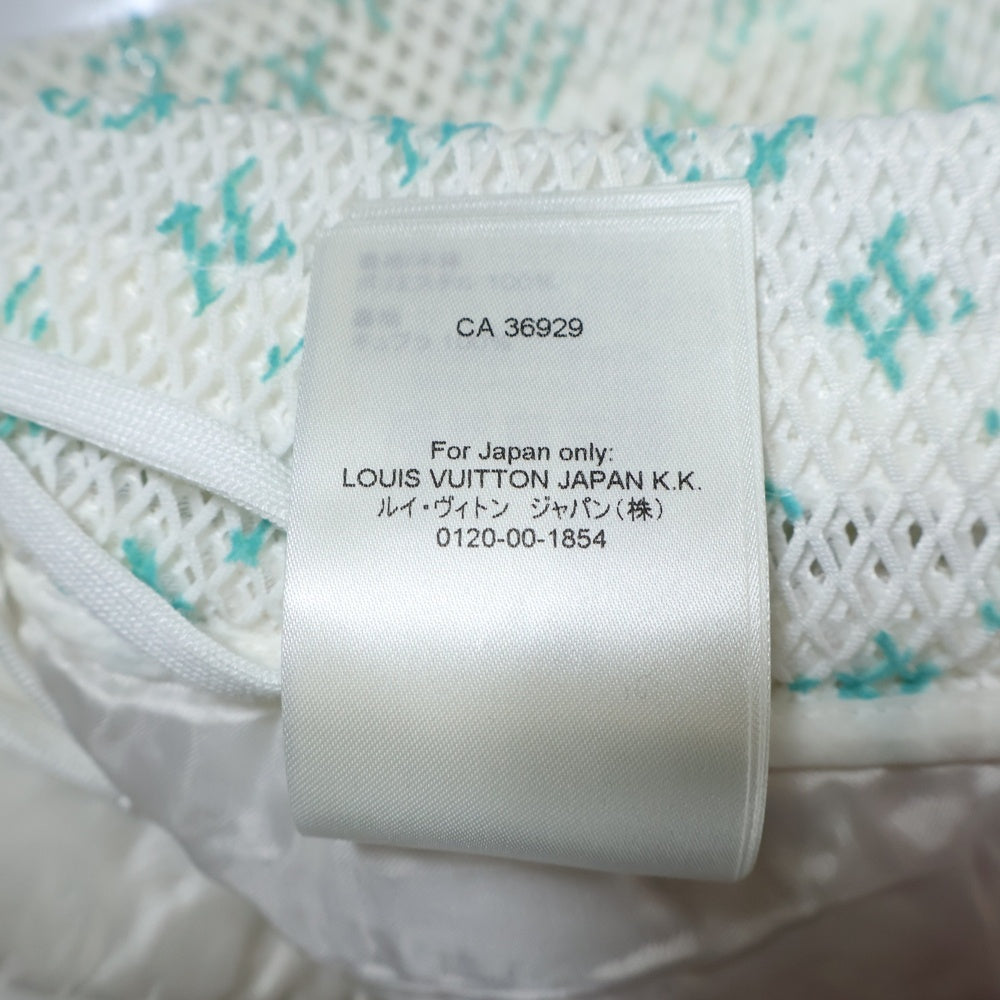 CA 36929
For Japan only:
LOUIS VUITTON JAPAN K.K.
ルイ・ヴィトン ジャパン(株)
0120-00-1854